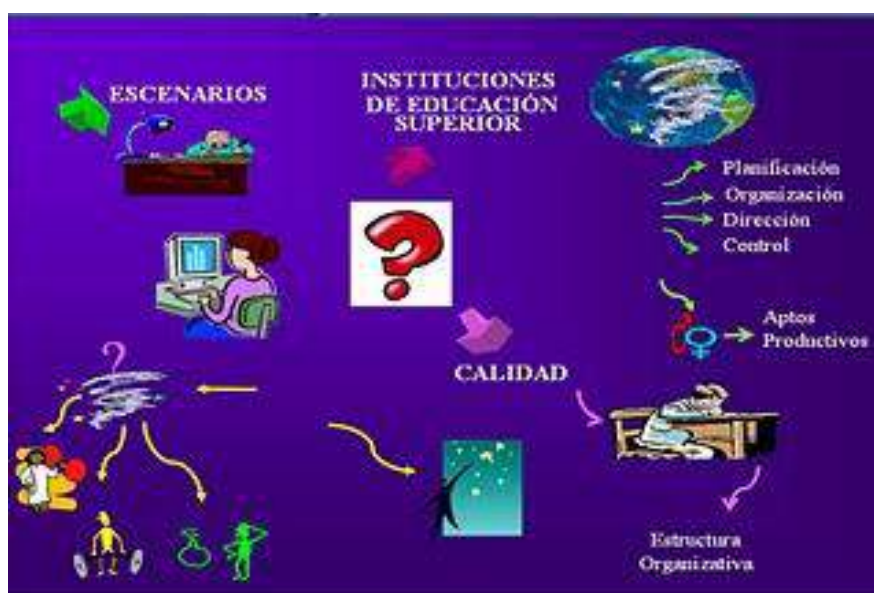 ESCENARIOS
INSTITUCIONES
DE EDUCACIÓN
SUPERIOR
Planificación
Organización
Dirección
Control
?
Aptos
Productivos
CALIDAD
?
Estructura
Organizativa